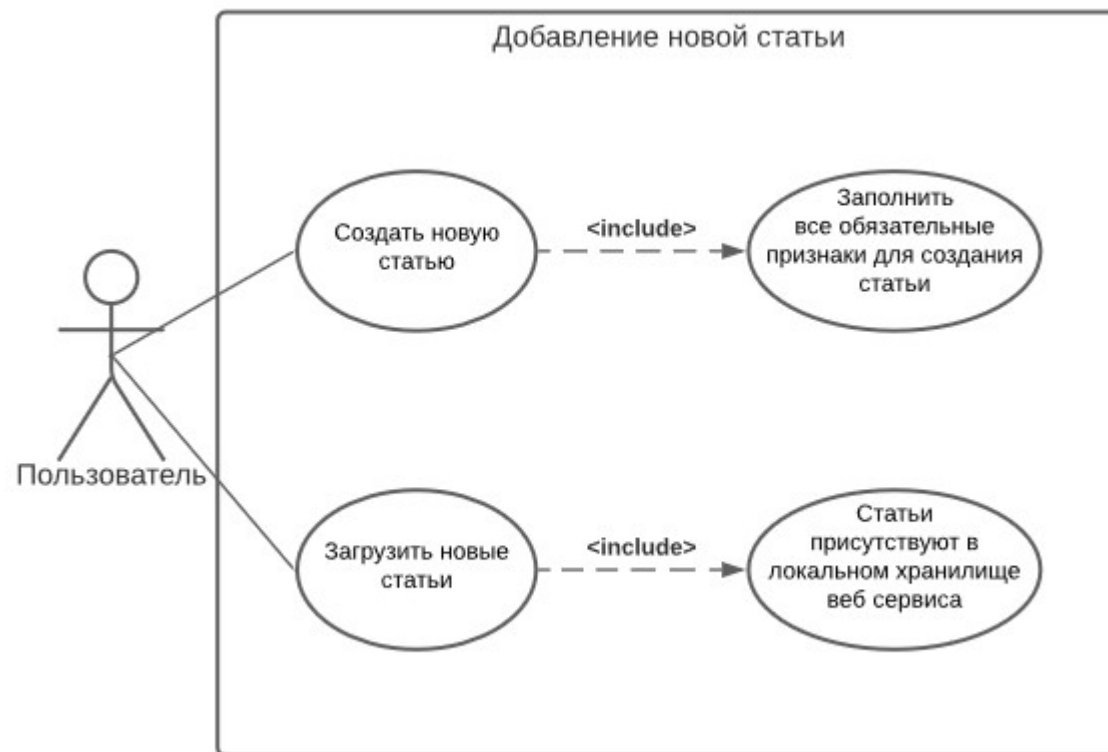 Добавление новой статьи
Создать новую
статью
<include>
Заполнить
все обязательные
признаки для создания
статьи
Пользователь
Загрузить новые
статьи
<include>
Статьи
присутствуют в
локальном хранилище
веб сервиса